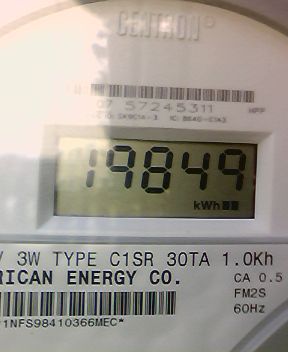 CENTRON®
07 57245311
19849
kWh
V 3W TYPE C1SR 30TA 1.0Kh
RICAN ENERGY CO.
CA 0.5
FM2S
60Hz
*1NFS98410366MEC*